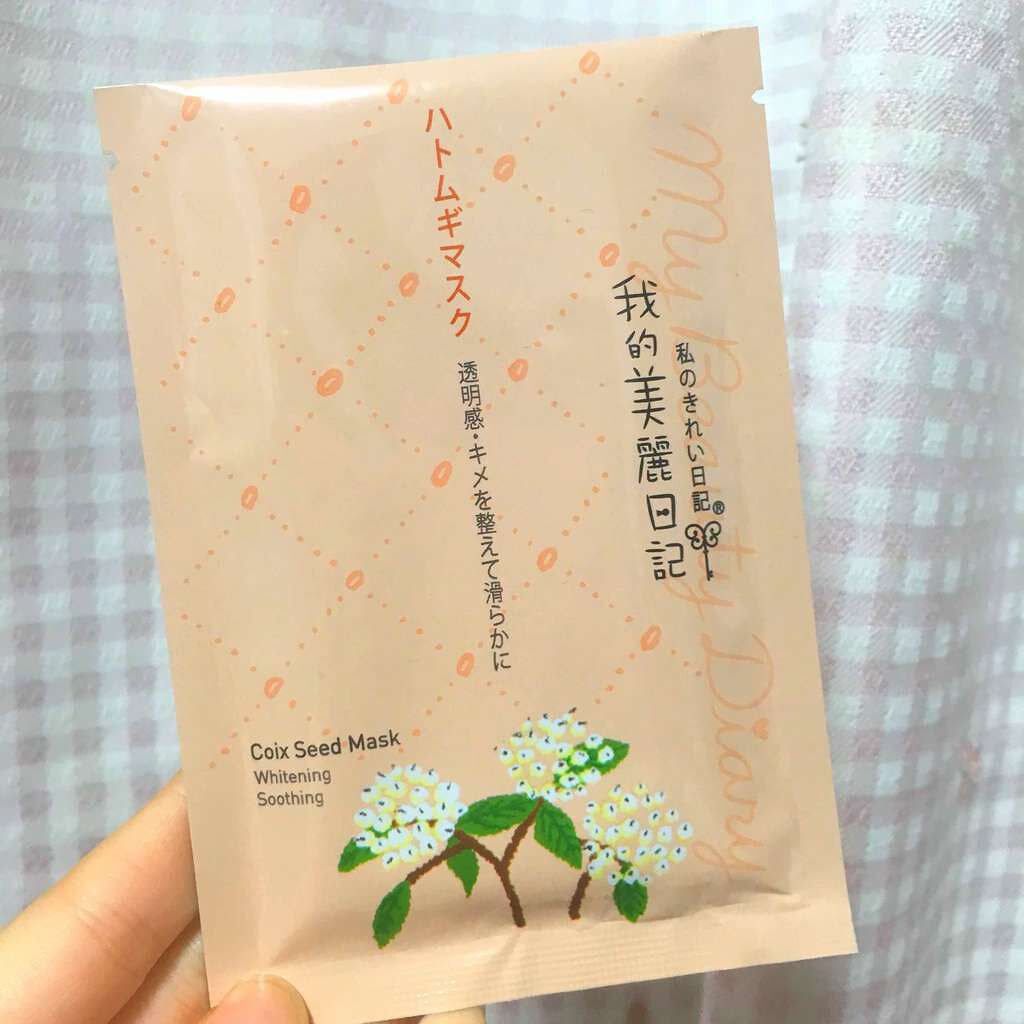 ハトムギマスク
透明感・キメを整えて滑らかに
我的美麗日記
私のきれい日記®
My Beauty Diary
Coix Seed Mask
Whitening
Soothing